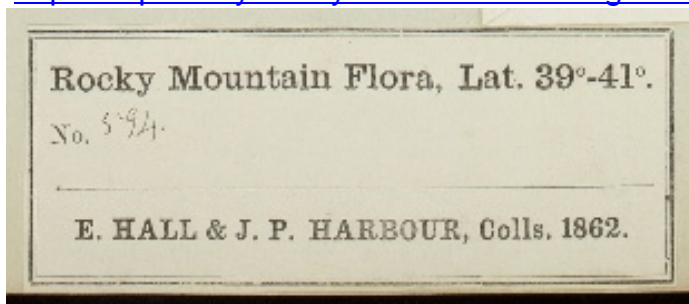 Rocky Mountain Flora, Lat. 39°-41°.
No. 594.
E. HALL & J. P. HARBOUR, Colls. 1862.